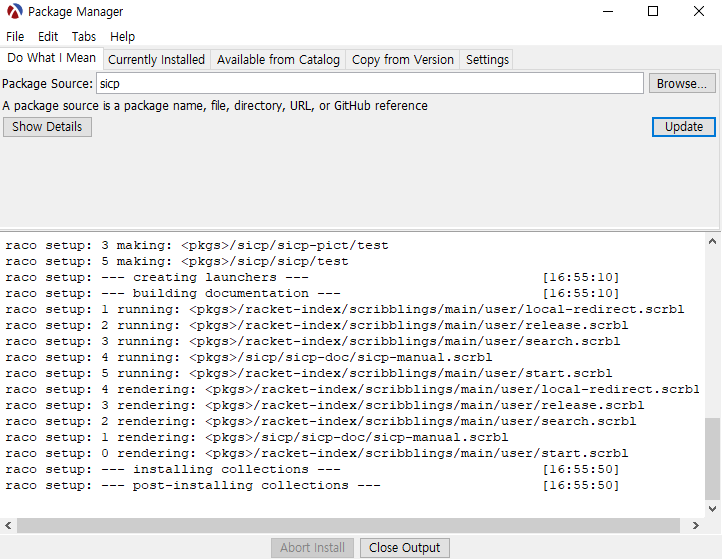 Package Manager
File Edit Tabs Help
Do What I Mean Currently Installed Available from Catalog Copy from Version Settings
Package Source: sicp Browse...
A package source is a package name, file, directory, URL, or GitHub reference
Show Details Update
raco setup: 3 making: <pkgs>/sicp/sicp-pict/test
raco setup: 5 making: <pkgs>/sicp/sicp/test
raco setup: --- creating launchers --- [16:55:10]
raco setup: --- building documentation --- [16:55:10]
raco setup: 1 running: <pkgs>/racket-index/scribblings/main/user/local-redirect.scrbl
raco setup: 2 running: <pkgs>/racket-index/scribblings/main/user/release.scrbl
raco setup: 3 running: <pkgs>/racket-index/scribblings/main/user/search.scrbl
raco setup: 4 running: <pkgs>/sicp/sicp-doc/sicp-manual.scrbl
raco setup: 5 running: <pkgs>/racket-index/scribblings/main/user/start.scrbl
raco setup: 4 rendering: <pkgs>/racket-index/scribblings/main/user/local-redirect.scrbl
raco setup: 3 rendering: <pkgs>/racket-index/scribblings/main/user/release.scrbl
raco setup: 2 rendering: <pkgs>/racket-index/scribblings/main/user/search.scrbl
raco setup: 1 rendering: <pkgs>/sicp/sicp-doc/sicp-manual.scrbl
raco setup: 0 rendering: <pkgs>/racket-index/scribblings/main/user/start.scrbl
raco setup: --- installing collections --- [16:55:50]
raco setup: --- post-installing collections --- [16:55:50]
Abort Install Close Output